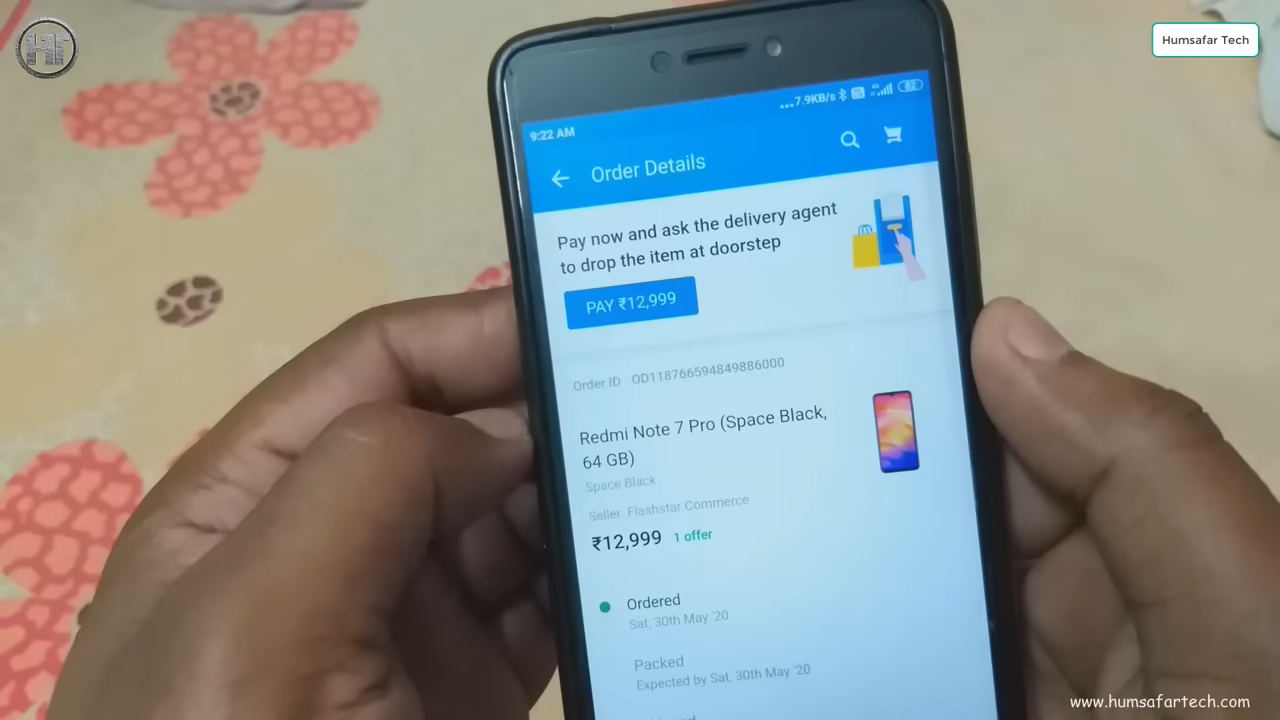 HT
Humsafar Tech
9:22 AM
...7.9KB/s
4G
82
Order Details
Pay now and ask the delivery agent
to drop the item at doorstep
PAY ₹12,999
Order ID - OD118766594849886000
Redmi Note 7 Pro (Space Black,
64 GB)
Space Black
Seller: Flashstar Commerce
₹12,999 1 offer
Ordered
Sat, 30th May '20
Packed
Expected by Sat, 30th May '20
www.humsafartech.com